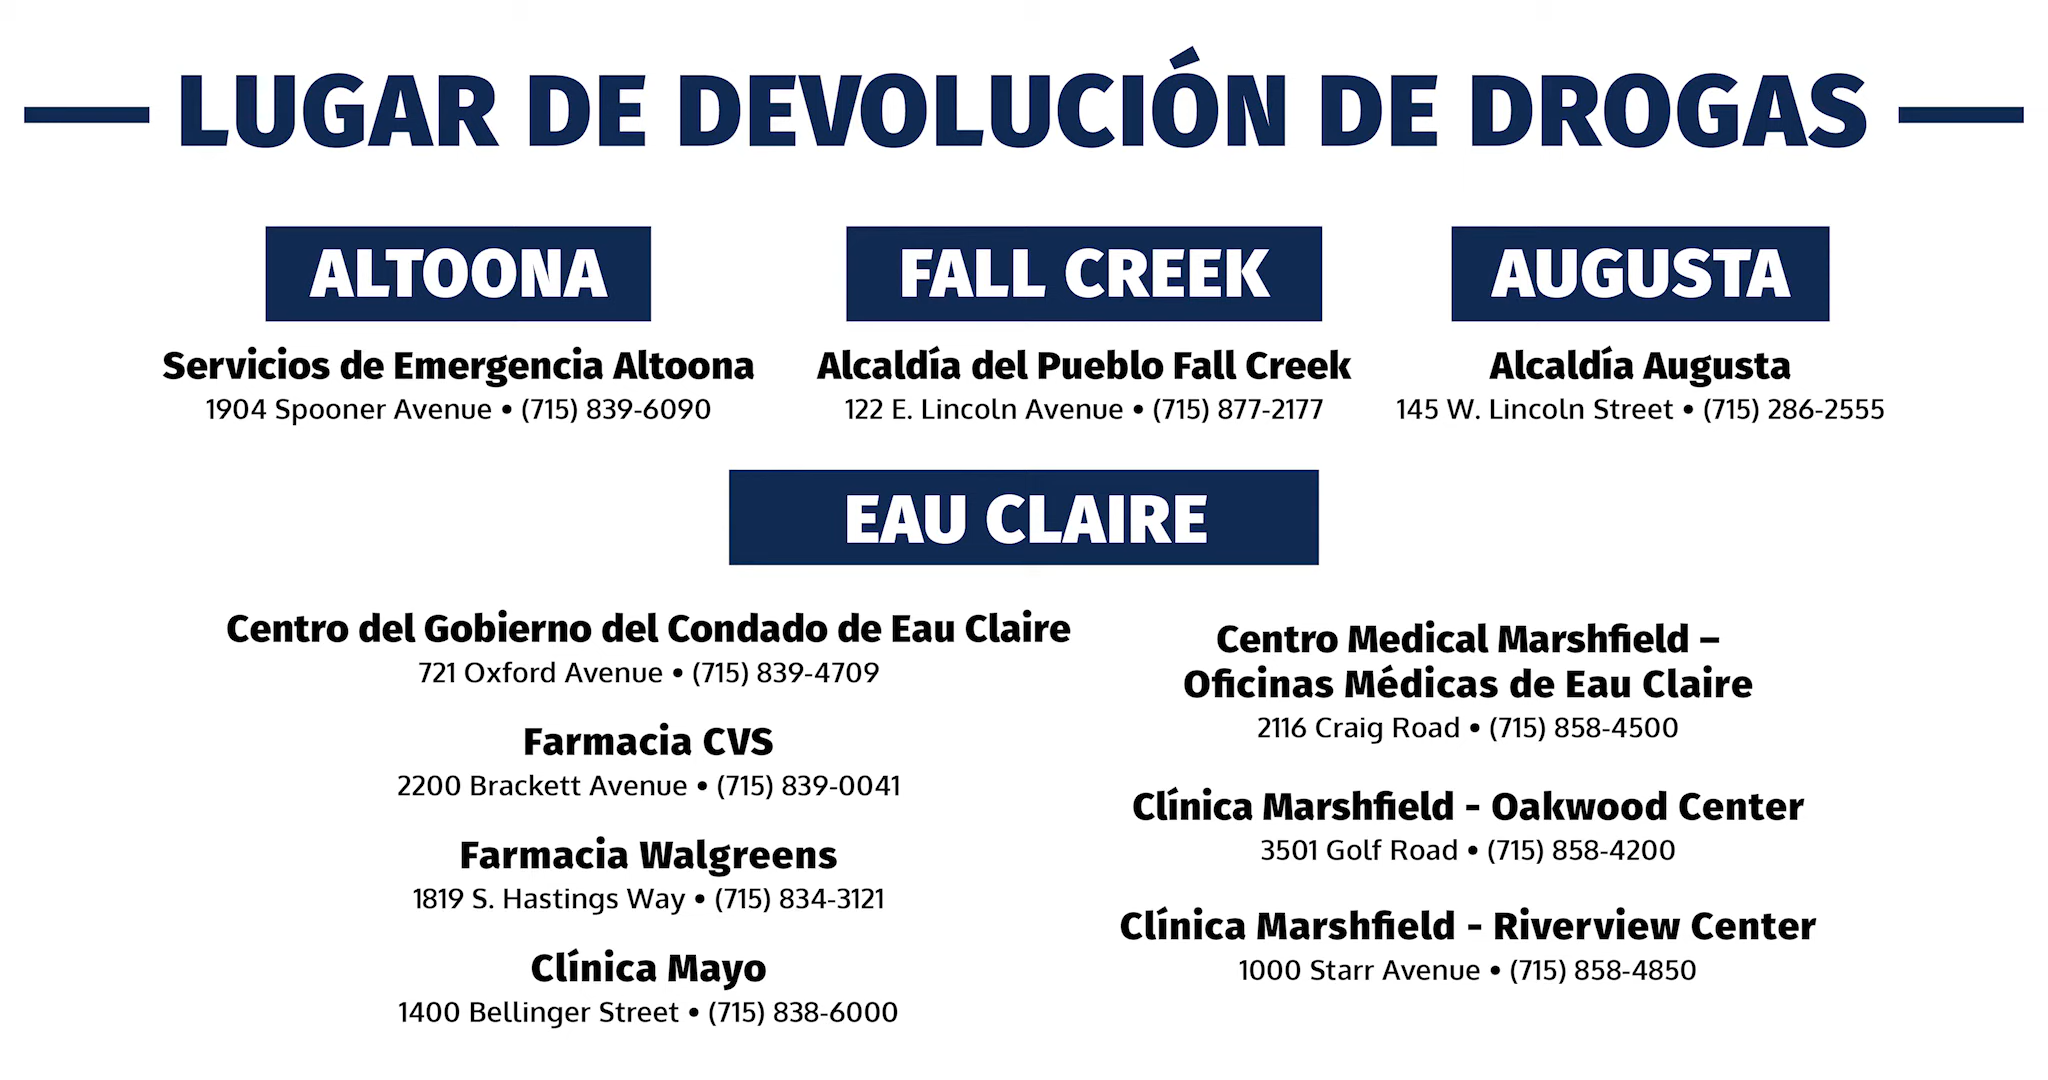 LUGAR DE DEVOLUCIÓN DE DROGAS
ALTOONA
Servicios de Emergencia Altoona
1904 Spooner Avenue • (715) 839-6090
FALL CREEK
Alcaldía del Pueblo Fall Creek
122 E. Lincoln Avenue • (715) 877-2177
AUGUSTA
Alcaldía Augusta
145 W. Lincoln Street • (715) 286-2555
EAU CLAIRE
Centro del Gobierno del Condado de Eau Claire
721 Oxford Avenue • (715) 839-4709
Farmacia CVS
2200 Brackett Avenue • (715) 839-0041
Farmacia Walgreens
1819 S. Hastings Way • (715) 834-3121
Clínica Mayo
1400 Bellinger Street • (715) 838-6000
Centro Medical Marshfield –
Oficinas Médicas de Eau Claire
2116 Craig Road • (715) 858-4500
Clínica Marshfield - Oakwood Center
3501 Golf Road • (715) 858-4200
Clínica Marshfield - Riverview Center
1000 Starr Avenue • (715) 858-4850